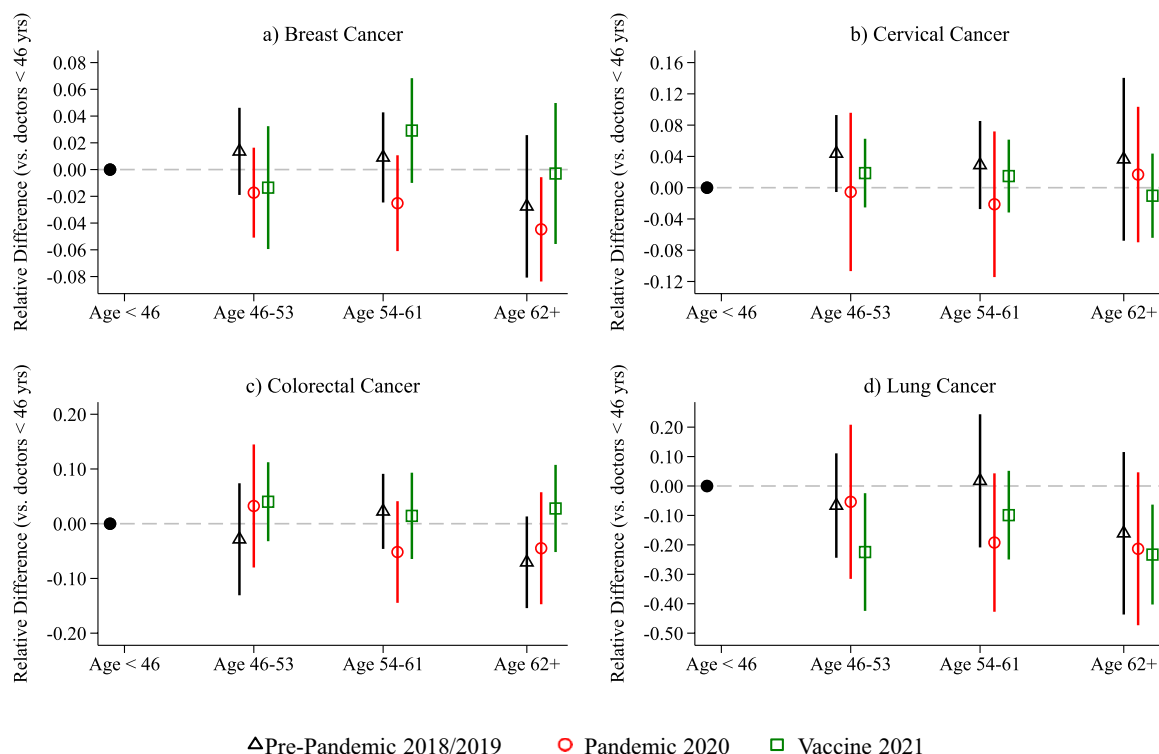 a) Breast Cancer
Relative Difference (vs. doctors < 46 yrs)
0.08
0.06
0.04
0.02
0.00
-0.02
-0.04
-0.06
-0.08
Age < 46
Age 46-53
Age 54-61
Age 62+
b) Cervical Cancer
Relative Difference (vs. doctors < 46 yrs)
0.16
0.12
0.08
0.04
0.00
-0.04
-0.08
-0.12
Age < 46
Age 46-53
Age 54-61
Age 62+
c) Colorectal Cancer
Relative Difference (vs. doctors < 46 yrs)
0.20
0.10
0.00
-0.10
-0.20
Age < 46
Age 46-53
Age 54-61
Age 62+
d) Lung Cancer
Relative Difference (vs. doctors < 46 yrs)
0.20
0.10
0.00
-0.10
-0.20
-0.30
-0.40
-0.50
Age < 46
Age 46-53
Age 54-61
Age 62+
Pre-Pandemic 2018/2019
Pandemic 2020
Vaccine 2021